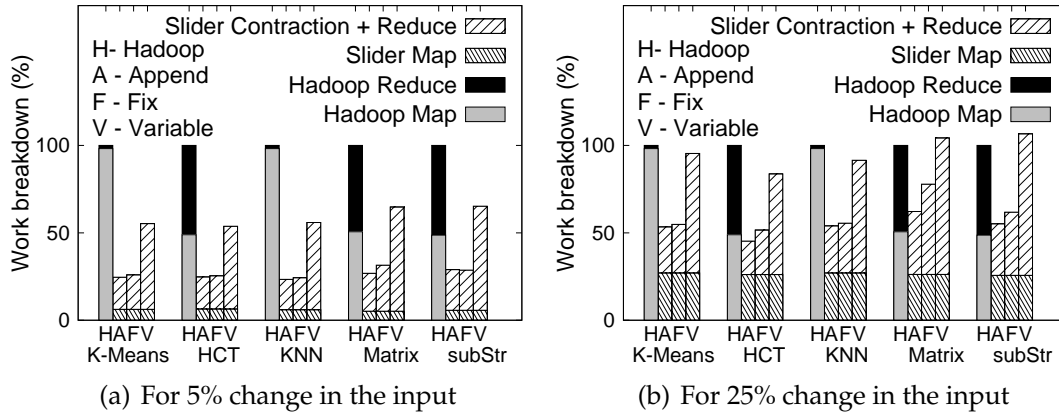 Slider Contraction + Reduce
H- Hadoop
Slider Map
A - Append
Hadoop Reduce
F - Fix
Hadoop Map
V - Variable
Work breakdown (%)
100
50
0
HAFV HAFV HAFV HAFV HAFV
K-Means HCT KNN Matrix subStr
(a) For 5% change in the input
Slider Contraction + Reduce
H- Hadoop
Slider Map
A - Append
Hadoop Reduce
F - Fix
Hadoop Map
V - Variable
Work breakdown (%)
100
50
0
HAFV HAFV HAFV HAFV HAFV
K-Means HCT KNN Matrix subStr
(b) For 25% change in the input